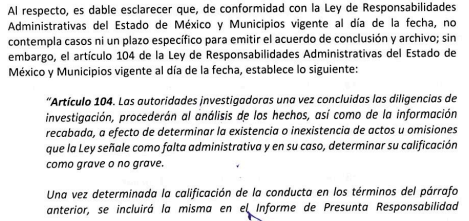 Al respecto, es dable esclarecer que, de conformidad con la Ley de Responsabilidades
Administrativas del Estado de México y Municipios vigente al día de la fecha, no
contempla casos ni un plazo específico para emitir el acuerdo de conclusión y archivo; sin
embargo, el artículo 104 de la Ley de Responsabilidades Administrativas del Estado de
México y Municipios vigente al día de la fecha, establece lo siguiente:
"Artículo 104. Las autoridades investigadoras una vez concluidas las diligencias de
investigación, procederán al análisis de los hechos, así como de la información
recabada, a efecto de determinar la existencia o inexistencia de actos u omisiones
que la Ley señale como falta administrativa y en su caso, determinar su calificación
como grave o no grave.
Una vez determinada la calificación de la conducta en los términos del párrafo
anterior, se incluirá la misma en el Informe de Presunta Responsabilidad